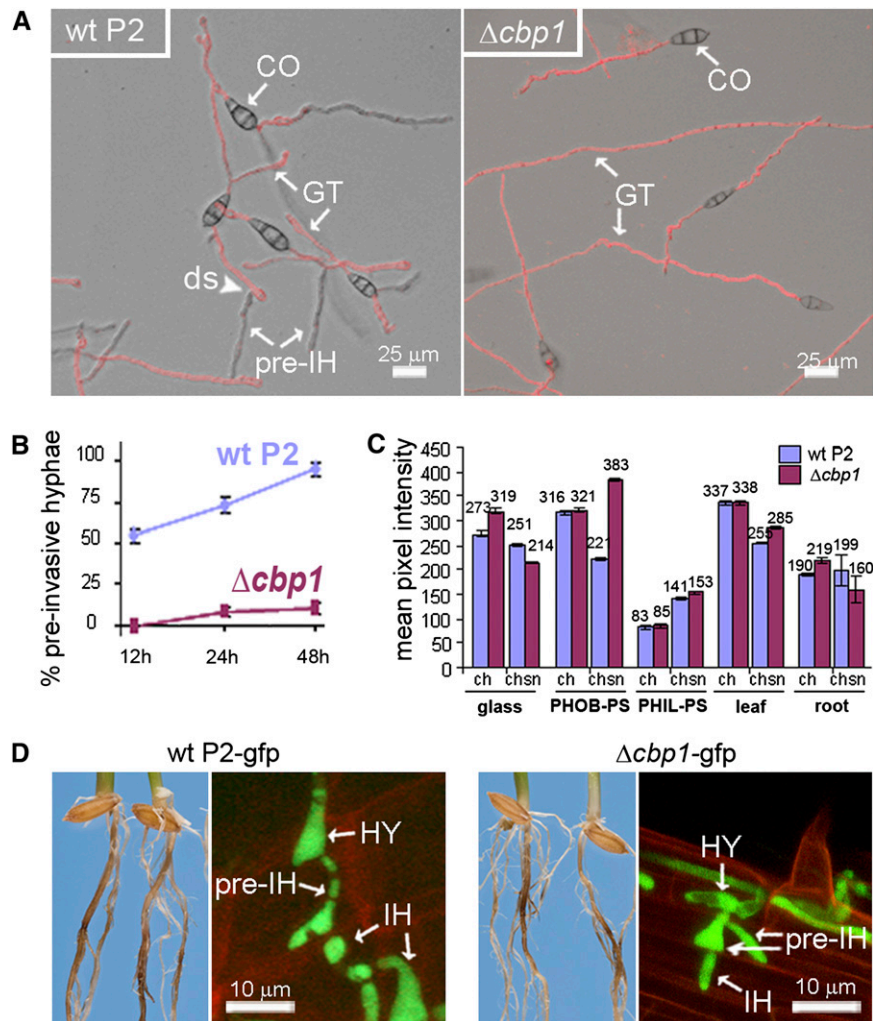 A
wt P2
CO
GT
ds
pre-IH
25 μm
Δcbp1
CO
GT
25 μm
B
% pre-invasive hyphae
100
75
50
25
0
wt P2
Δcbp1
12h 24h 48h
C
mean pixel intensity
450
400
350
300
250
200
150
100
50
0
wt P2
Δcbp1
273 319 251 214
316 321 221 383
83 85 141 153
337 338 255 285
190 219 199 160
ch chsn ch chsn ch chsn ch chsn ch chsn
glass PHOB-PS PHIL-PS leaf root
D
wt P2-gfp
HY
pre-IH
IH
10 μm
Δcbp1-gfp
HY
pre-IH
IH
10 μm